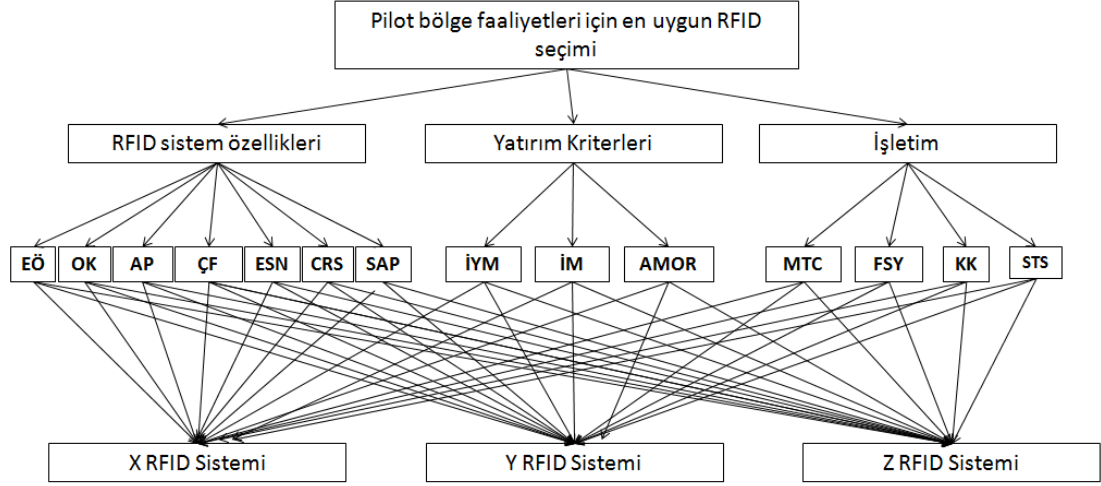 Pilot bölge faaliyetleri için en uygun RFID
seçimi
RFID sistem özellikleri
Yatırım Kriterleri
İşletim
EÖ
OK
AP
ÇF
ESN
CRS
SAP
İYM
İM
AMOR
MTC
FSY
KK
STS
X RFID Sistemi
Y RFID Sistemi
Z RFID Sistemi